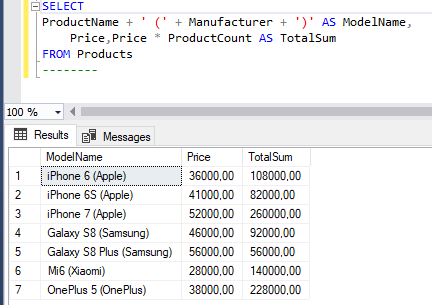 SELECT
ProductName + ' (' + Manufacturer + ')' AS ModelName,
Price,Price * ProductCount AS TotalSum
FROM Products
--------
100 %
Results Messages
ModelName Price TotalSum
1 iPhone 6 (Apple) 36000,00 108000,00
2 iPhone 6S (Apple) 41000,00 82000,00
3 iPhone 7 (Apple) 52000,00 260000,00
4 Galaxy S8 (Samsung) 46000,00 92000,00
5 Galaxy S8 Plus (Samsung) 56000,00 56000,00
6 Mi6 (Xiaomi) 28000,00 140000,00
7 OnePlus 5 (OnePlus) 38000,00 228000,00